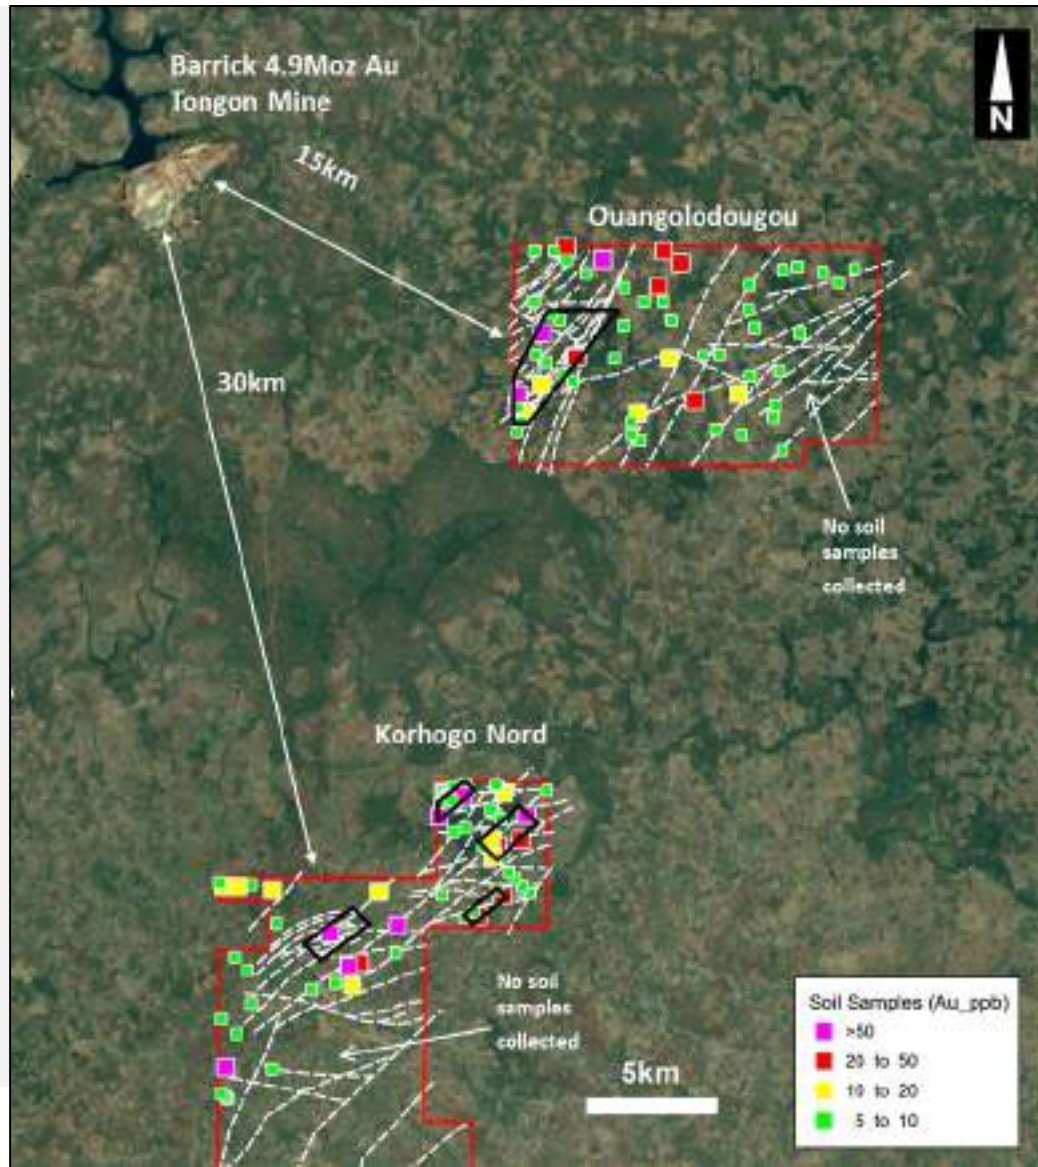 Barrick 4.9Moz Au
Tongon Mine
N
15km
Ouangolodougou
30km
No soil
samples
collected
Korhogo Nord
No soil
samples
collected
5km
Soil Samples (Au_ppb)
>50
20 to 50
10 to 20
5 to 10